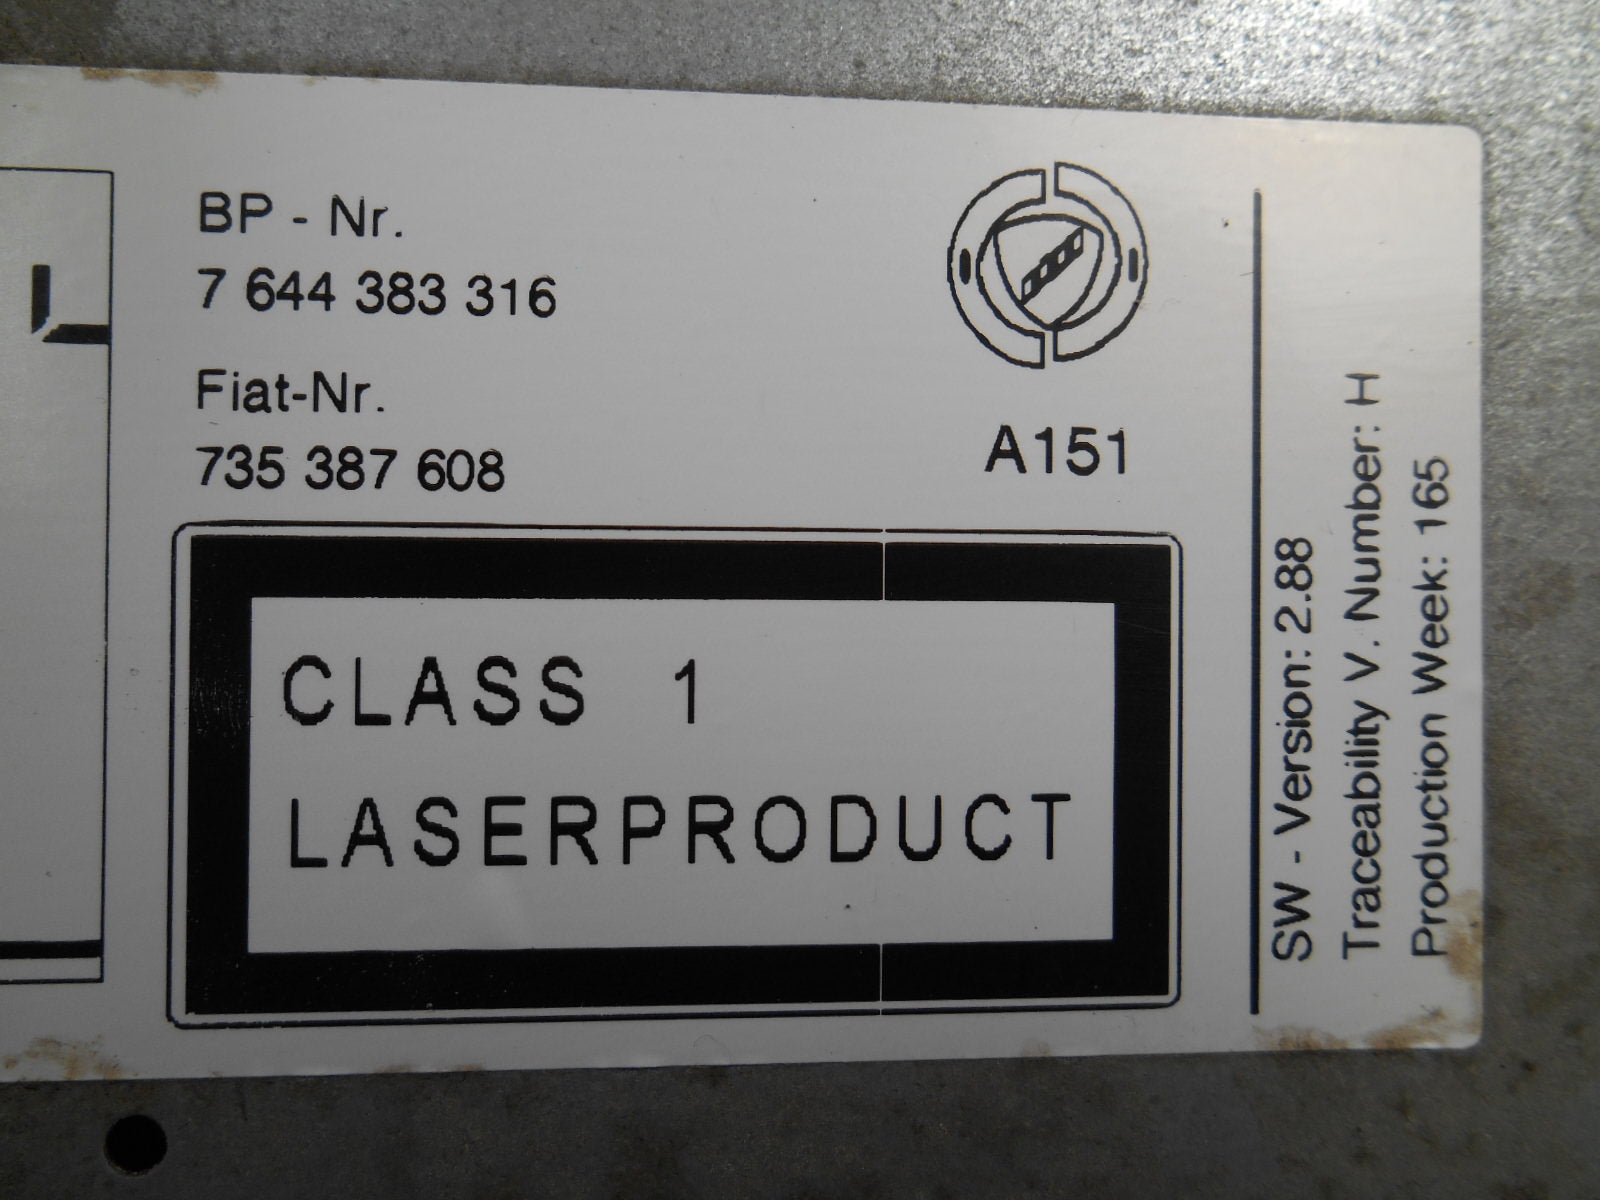 BP - Nr.
7 644 383 316
Fiat-Nr.
735 387 608
A151
CLASS 1
LASERPRODUCT
SW - Version: 2.88
Traceability V. Number: H
Production Week: 165